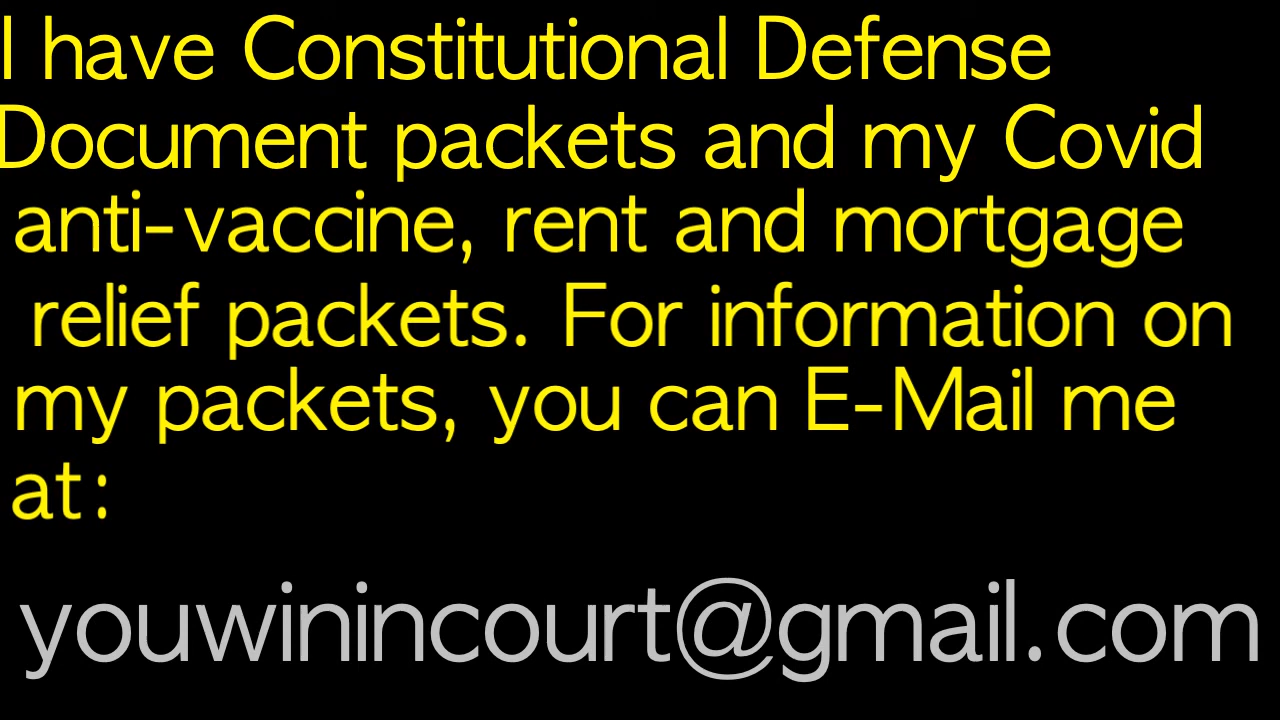 I have Constitutional Defense
Document packets and my Covid
anti-vaccine, rent and mortgage
relief packets. For information on
my packets, you can E-Mail me
at:
youwinincourt@gmail.com